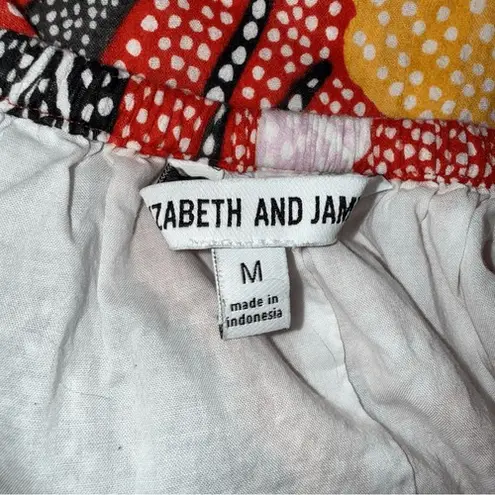 ZABETH AND JAM
M
made in
indonesia